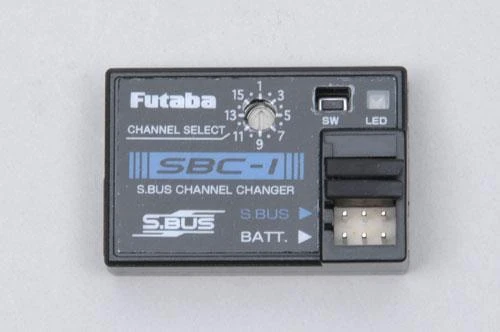 Futaba
1
15 3
13 5
11 7
9
CHANNEL SELECT
SW LED
SBC-1
S.BUS CHANNEL CHANGER
S.BUS
S.BUS ▶
BATT. ▶